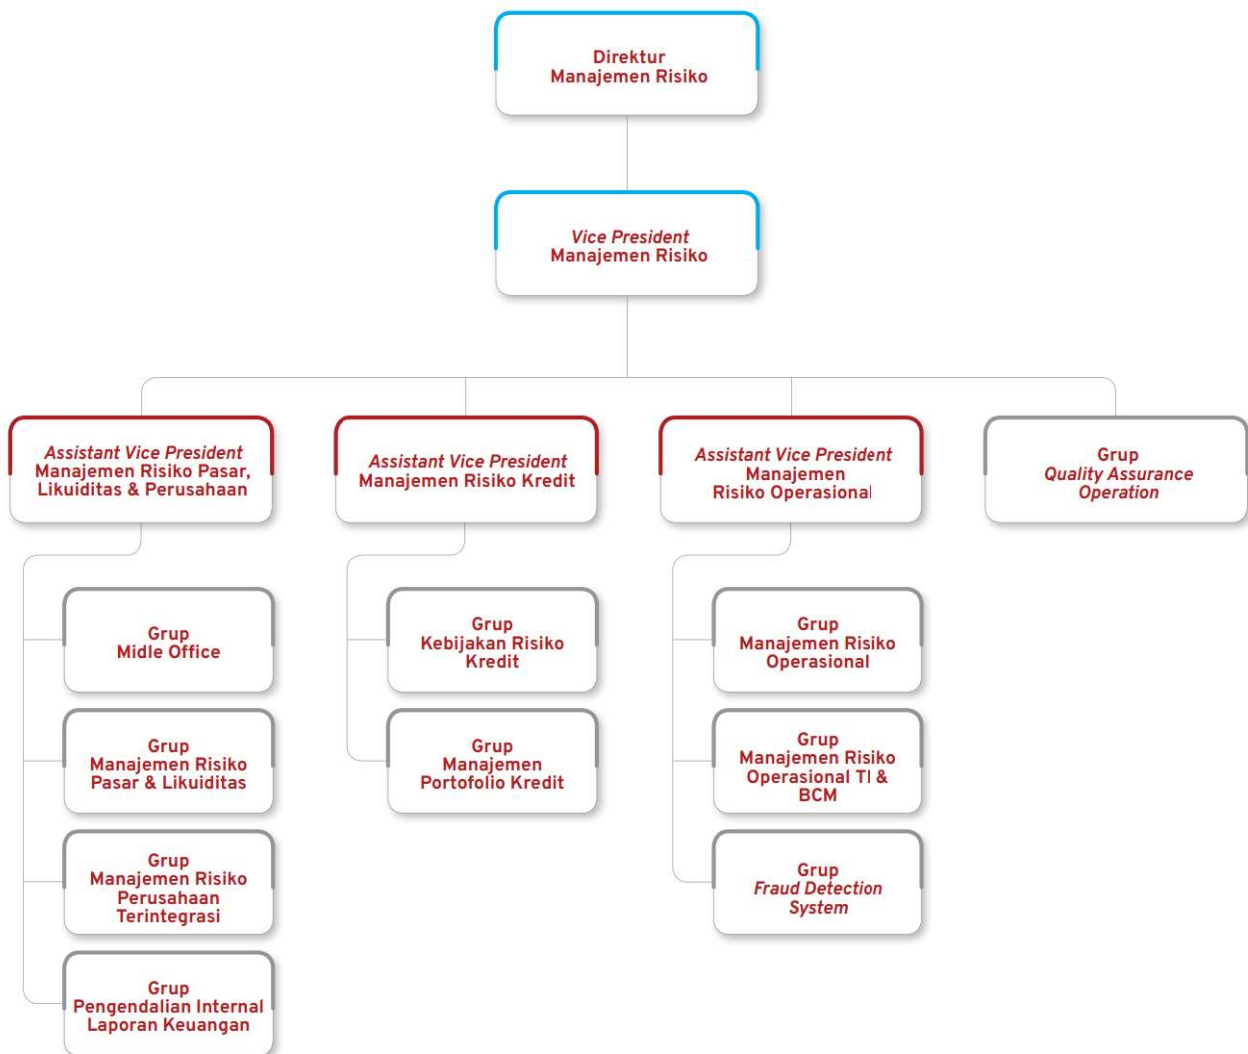 Direktur
Manajemen Risiko
Vice President
Manajemen Risiko
Assistant Vice President
Manajemen Risiko Pasar,
Likuiditas & Perusahaan
Assistant Vice President
Manajemen Risiko Kredit
Assistant Vice President
Manajemen
Risiko Operasional
Grup
Quality Assurance
Operation
Grup
Midle Office
Grup
Manajemen Risiko
Pasar & Likuiditas
Grup
Manajemen Risiko
Perusahaan
Terintegrasi
Grup
Pengendalian Internal
Laporan Keuangan
Grup
Kebijakan Risiko
Kredit
Grup
Manajemen
Portofolio Kredit
Grup
Manajemen Risiko
Operasional
Grup
Manajemen Risiko
Operasional TI &
BCM
Grup
Fraud Detection
System